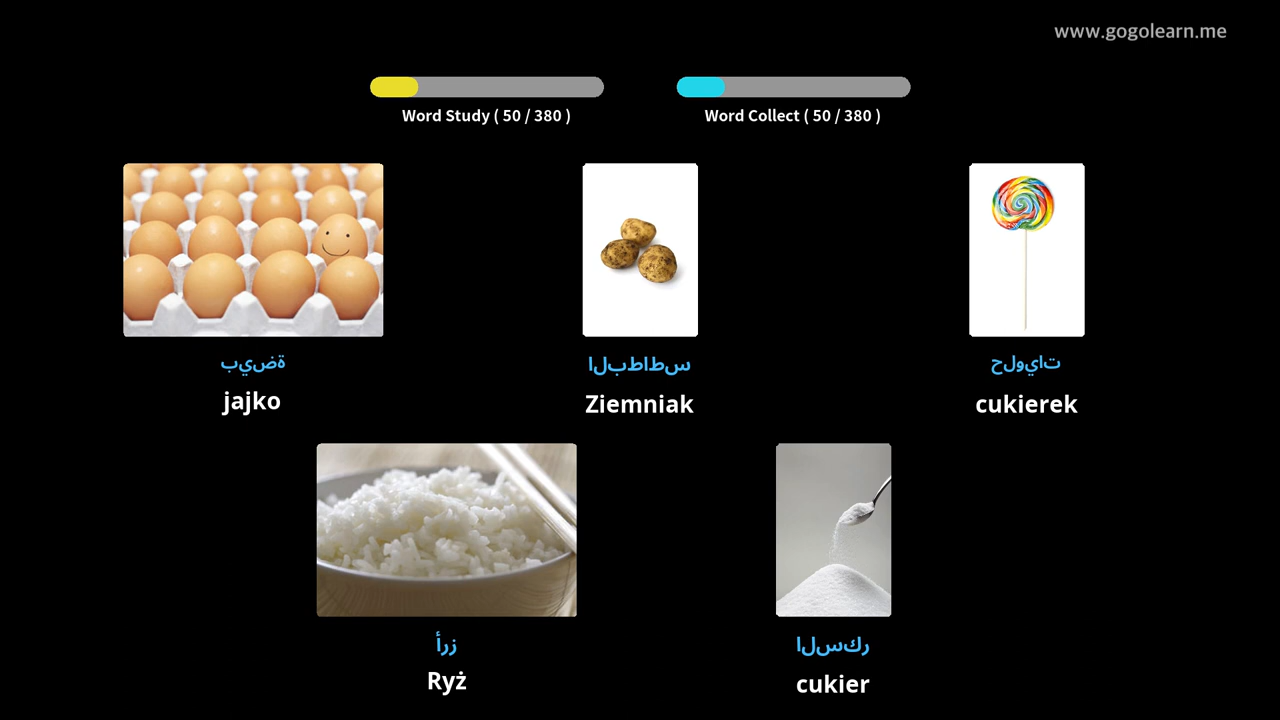 www.gogolearn.me
Word Study ( 50 / 380 )
Word Collect ( 50 / 380 )
بيضة
jajko
البطاطس
Ziemniak
حلويات
cukierek
أرز
Ryż
السكر
cukier